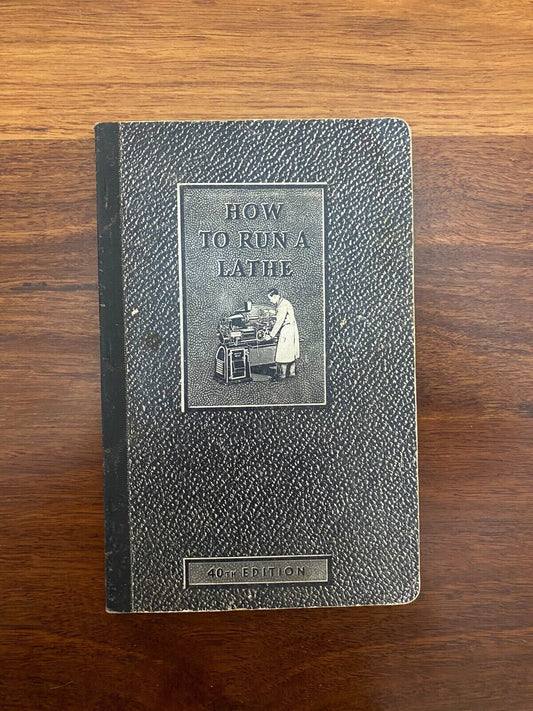 HOW
TO RUN A
LATHE
40TH EDITION